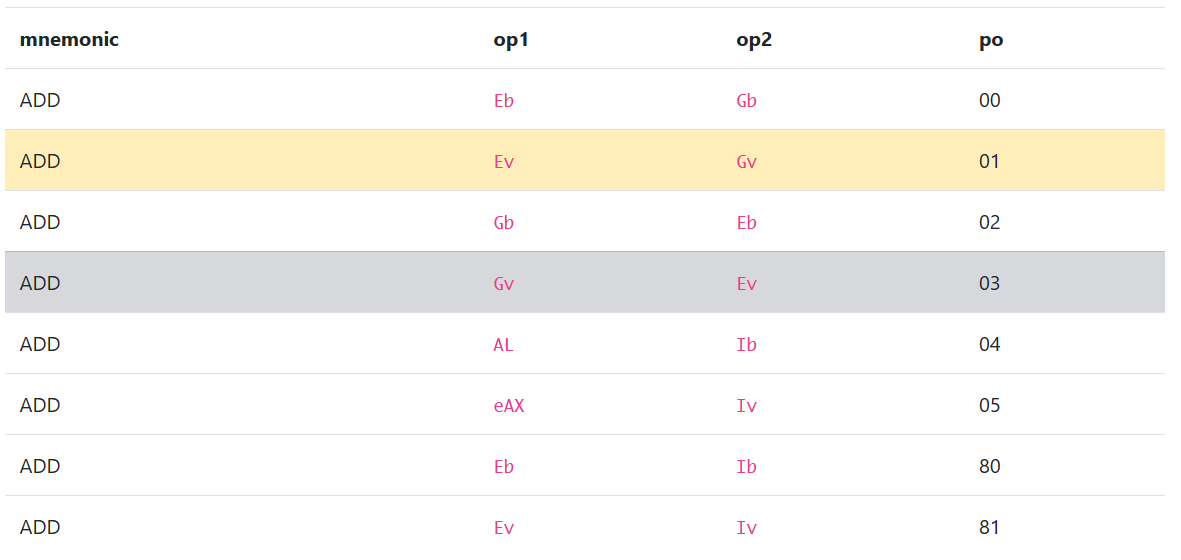 mnemonic op1 op2 po
ADD Eb Gb 00
ADD Ev Gv 01
ADD Gb Eb 02
ADD Gv Ev 03
ADD AL Ib 04
ADD eAX Iv 05
ADD Eb Ib 80
ADD Ev Iv 81